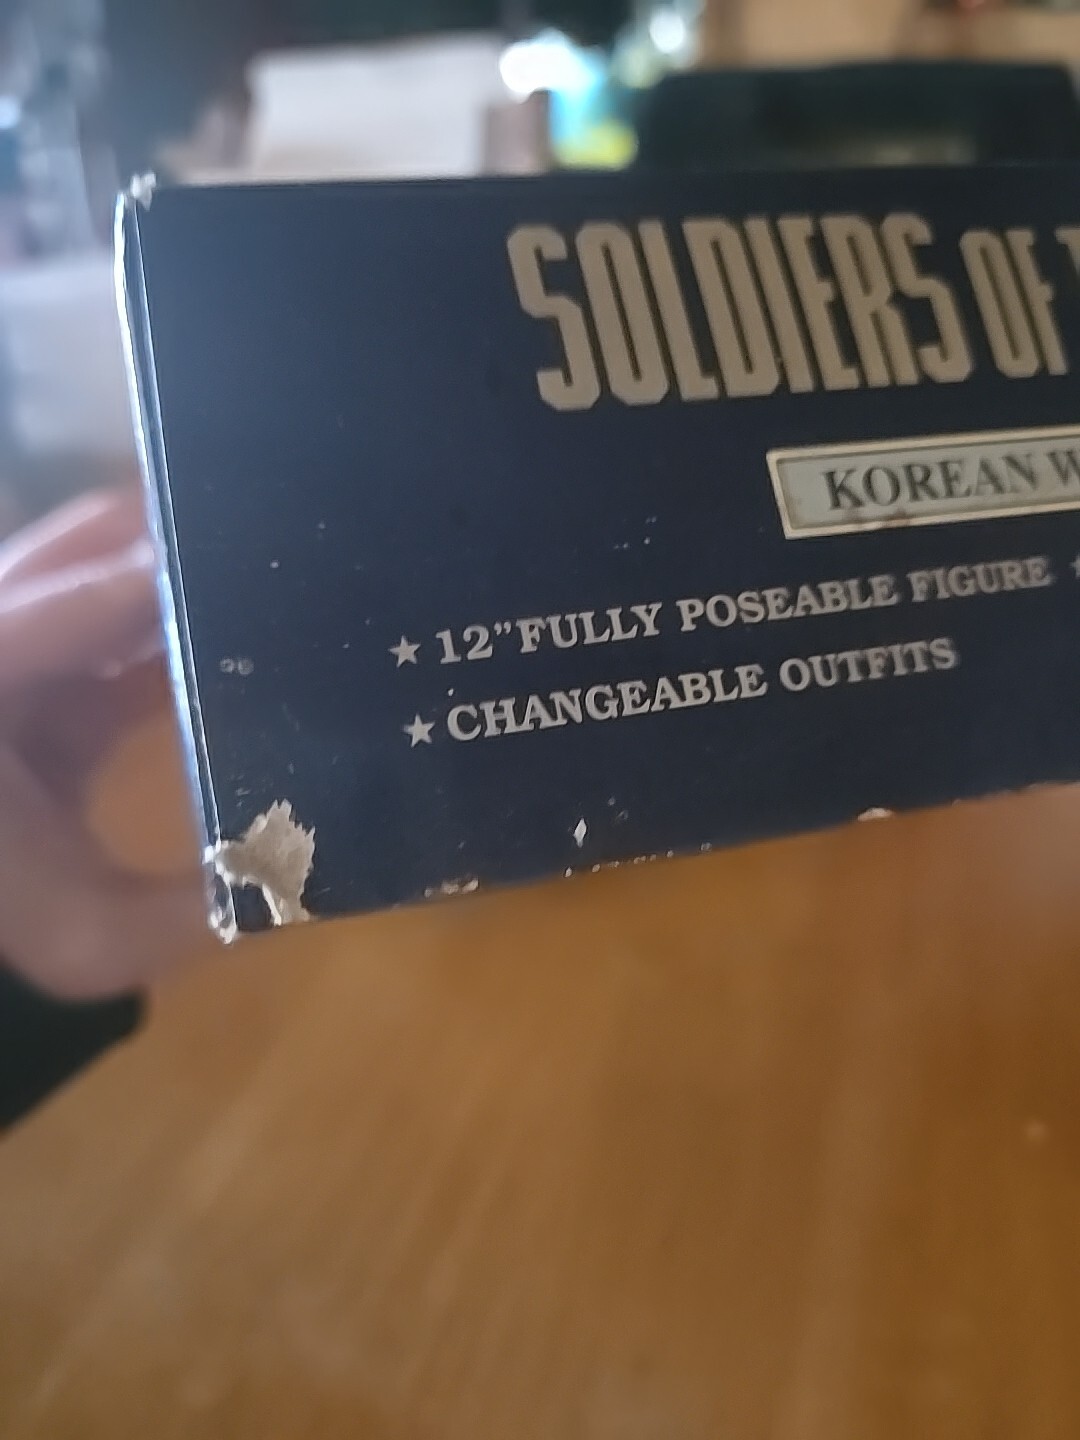 SOLDIERS OF
KOREAN W
★ 12”FULLY POSEABLE FIGURE
★ CHANGEABLE OUTFITS